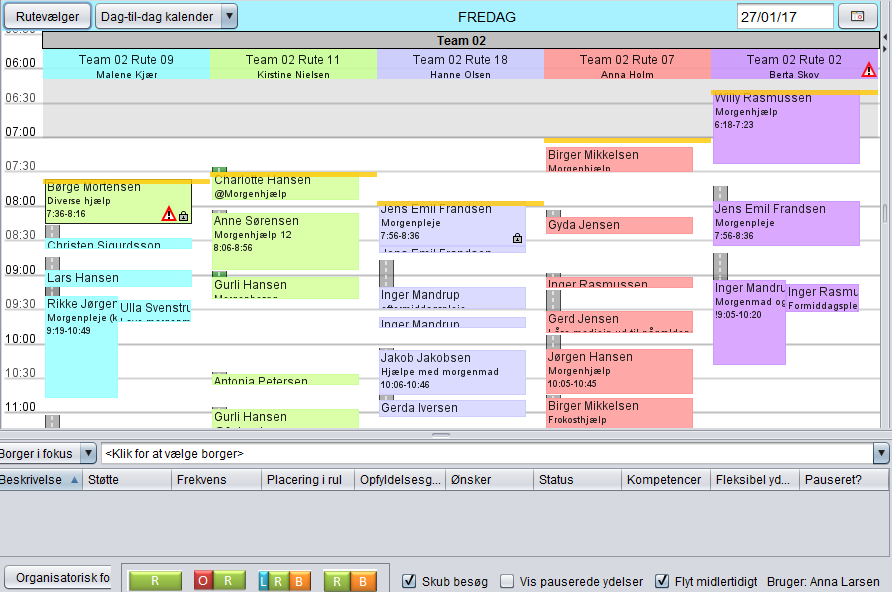 Rutevælger
Dag-til-dag kalender
FREDAG
27/01/17
Team 02
06:00
06:30
07:00
07:30
08:00
08:30
09:00
09:30
10:00
10:30
11:00
Team 02 Rute 09
Malene Kjær
Børge Mortensen
Diverse hjælp
7:36-8:16
Christen Sigurdsson
Lars Hansen
Rikke Jørger
Morgenpleje (k
9:19-10:49
Ulla Svenstru
Team 02 Rute 11
Kirstine Nielsen
Charlotte Hansen
@Morgenhjælp
Anne Sørensen
Morgenhjælp 12
8:06-8:56
Gurli Hansen
Antonia Petersen
Gurli Hansen
Team 02 Rute 18
Hanne Olsen
Jens Emil Frandsen
Morgenpleje
7:56-8:36
Jens Emil Frandsen
Inger Mandrup
eftermiddagspleje
Inger Mandrup
Jakob Jakobsen
Hjælpe med morgenmad
10:06-10:46
Gerda Iversen
Team 02 Rute 07
Anna Holm
Birger Mikkelsen
Morgenhjælp
Gyda Jensen
Inger Rasmussen
Gerd Jensen
Jørgen Hansen
Morgenhjælp
10:05-10:45
Birger Mikkelsen
Frokosthjælp
Team 02 Rute 02
Berta Skov
Willy Rasmussen
Morgenhjælp
6:18-7:23
Jens Emil Frandsen
Morgenpleje
7:56-8:36
Inger Mandru
Morgenmad og
!9:05-10:20
Inger Rasmu
Formiddagsple
Borger i fokus
<Klik for at vælge borger>
Beskrivelse
Støtte
Frekvens
Placering i rul
Opfyldelsesg...
Ønsker
Status
Kompetencer
Fleksibel yd...
Pauseret?
Organisatorisk fo
R
O R
L R B
R B
Skub besøg
Vis pauserede ydelser
Flyt midlertidigt
Bruger: Anna Larsen